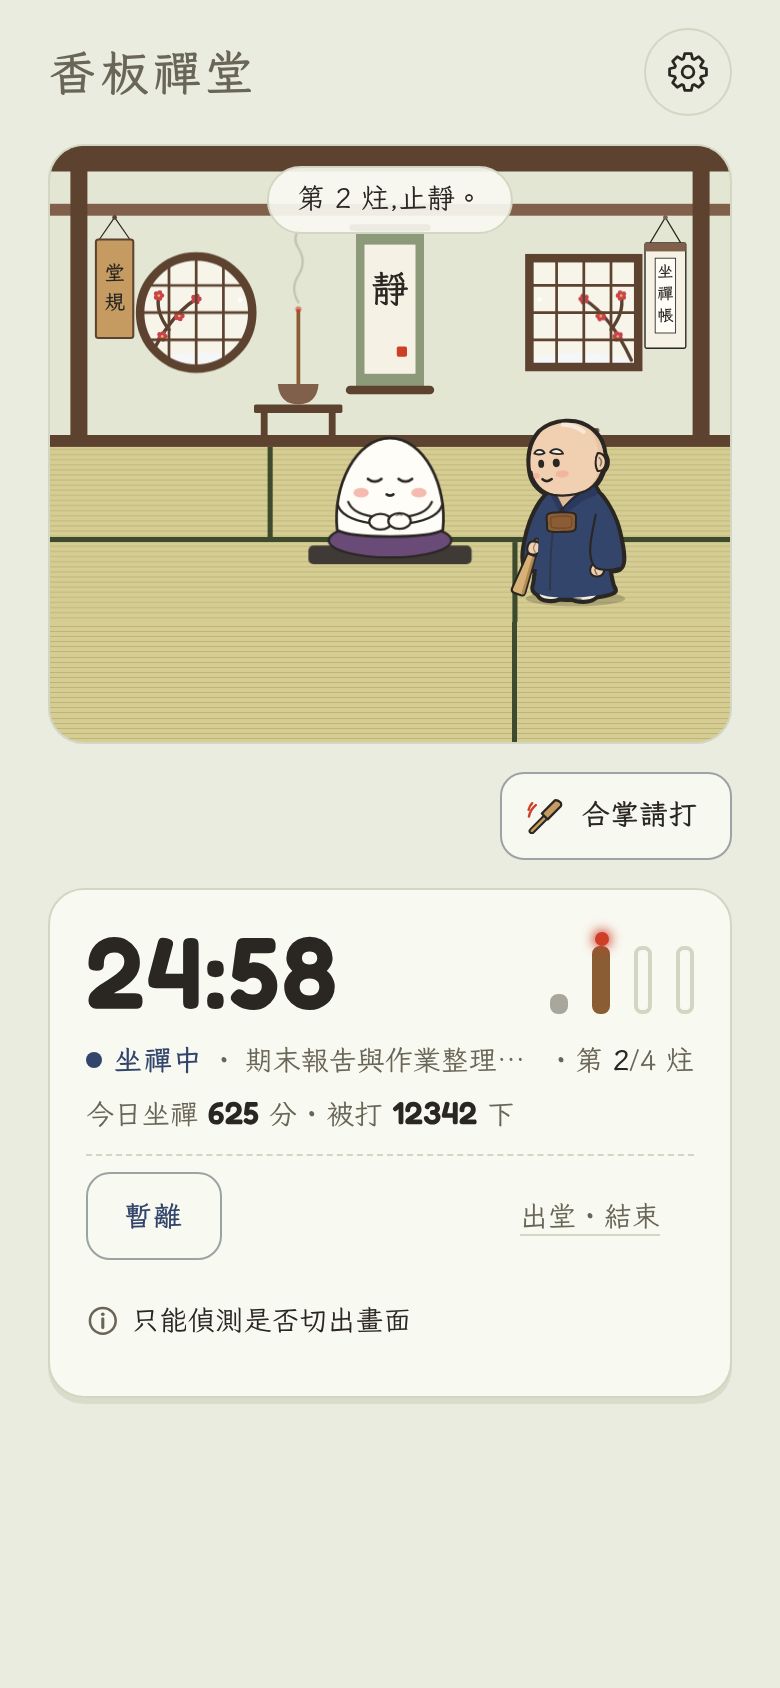 香板禪堂
第 2 炷,止靜。
堂規
靜
坐禪帳
合掌請打
24:58
坐禪中 · 期末報告與作業整理… · 第 2/4 炷
今日坐禪 625 分·被打 12342 下
暫離
出堂·結束
只能偵測是否切出畫面